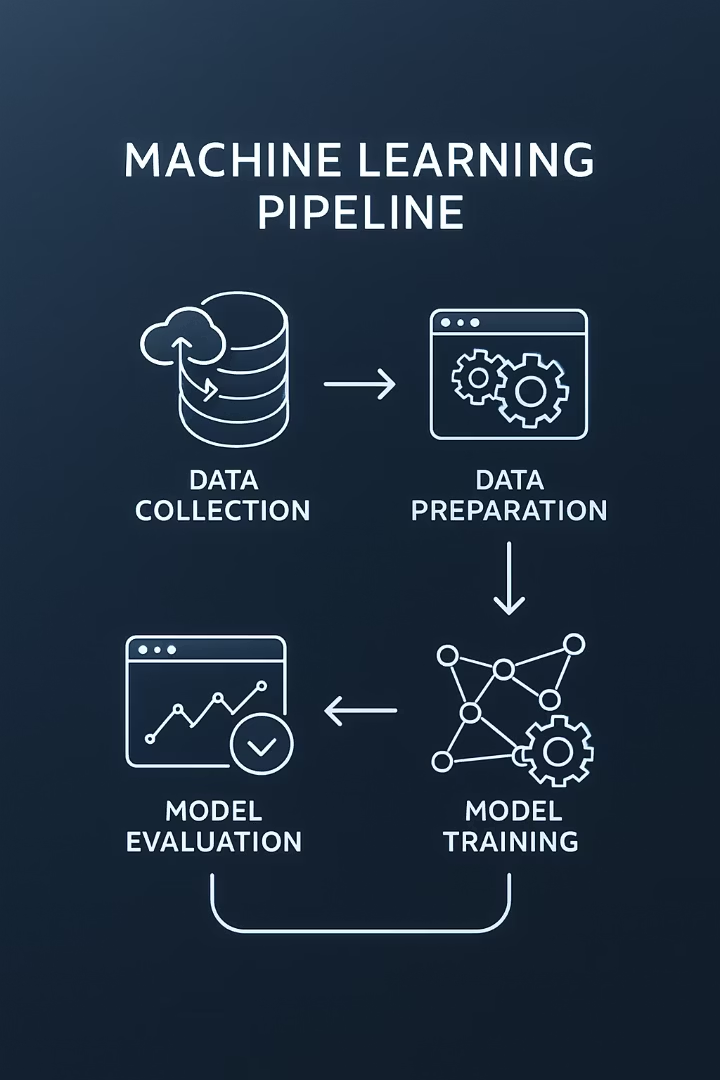 MACHINE LEARNING
PIPELINE
DATA
COLLECTION
DATA
PREPARATION
MODEL
EVALUATION
MODEL
TRAINING